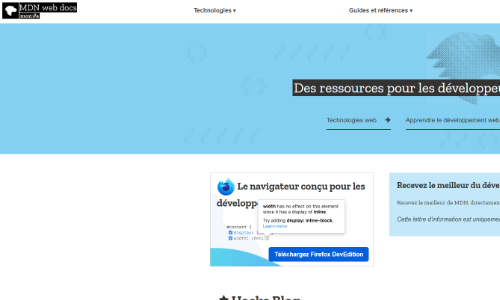 MDN web docs
moz://a
Technologies ▾
Guides et références ▾
Des ressources pour les développeu
Technologies web →
Apprendre le développement web
Le navigateur conçu pour les
développe
width has no effect on this element
since it has a display of inline.
Try adding display: inline-block.
Learn more
Téléchargez Firefox DevEdition
Recevez le meilleur du déve
Recevez le meilleur de MDN, directement
Cette lettre d'information est uniquemen
★ Hacks Blog